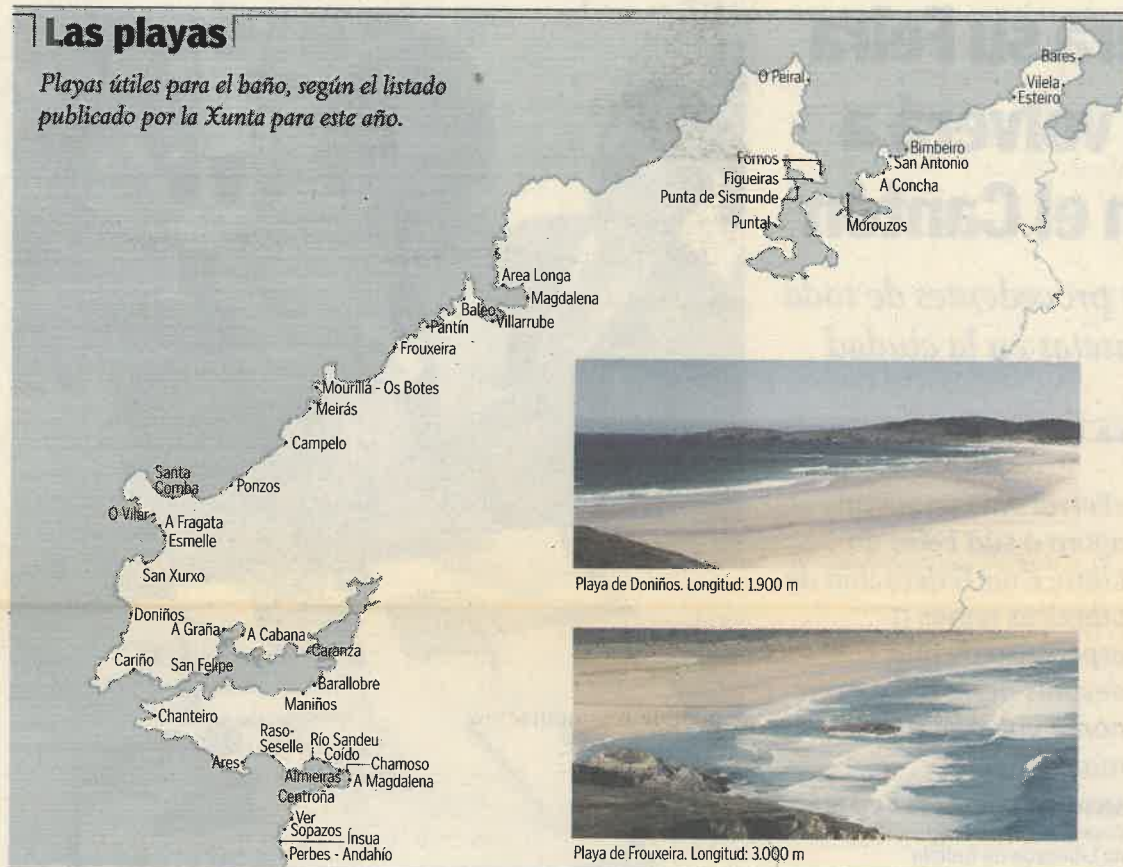 Las playas
Playas útiles para el baño, según el listado
publicado por la Xunta para este año.
Bares
O Peiral
Vilela
Esteiro
Bimbeiro
Fornos
San Antonio
Figueiras
A Concha
Punta de Sismunde
Puntal
Morouzos
Area Longa
Magdalena
Baleo
Villarrube
Pantín
Frouxeira
Mourillá - Os Botes
Meirás
Campelo
Santa
Comba
Ponzos
O Vilar
A Fragata
Esmelle
San Xurxo
Doniños
A Graña
A Cabana
Caranza
Cariño
San Felipe
Barallobre
Maniños
Chanteiro
Raso-
Seselle
Río Sandeu
Coído
Chamoso
Ares
Almieiras
A Magdalena
Centroña
Ver
Sopazos
Ínsua
Perbes - Andahío
Playa de Doniños. Longitud: 1.900 m
Playa de Frouxeira. Longitud: 3.000 m